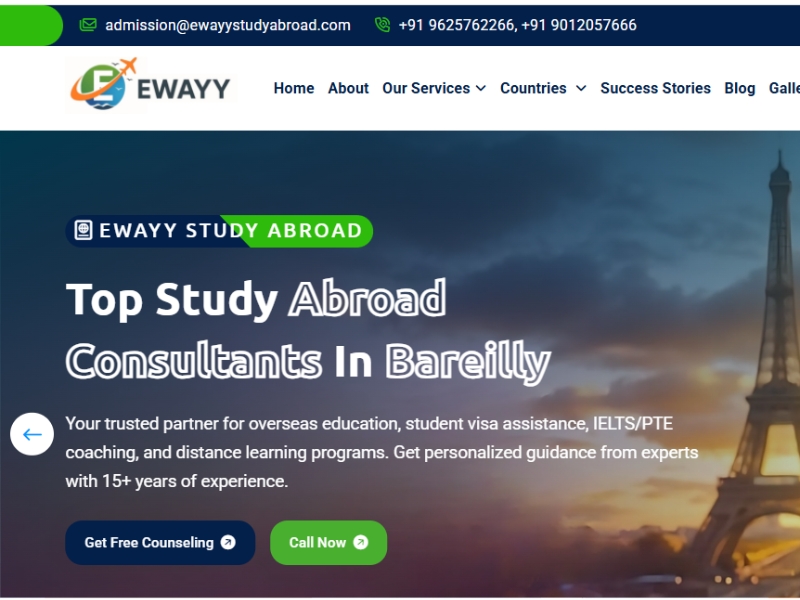 admission@ewayystudyabroad.com +91 9625762266, +91 9012057666
E EWAYY Home About Our Services Countries Success Stories Blog Galle
EWAYY STUDY ABROAD
Top Study Abroad
Consultants In Bareilly
Your trusted partner for overseas education, student visa assistance, IELTS/PTE
coaching, and distance learning programs. Get personalized guidance from experts
with 15+ years of experience.
Get Free Counseling Call Now